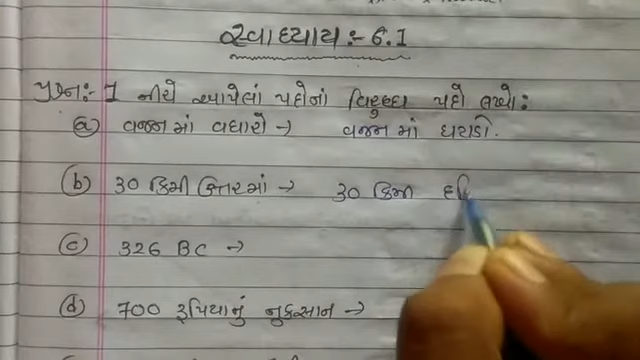 સ્વાધ્યાય:- 6.1
પ્રશ્ન:- 1 નીચે આપેલાં પદોનાં વિરુદ્ધ પદો લખો:
(a) વજનમાં વધારો → વજનમાં ઘટાડો.
(b) 30 કિમી ઉત્તરમાં → 30 કિમી દ
(c) 326 BC →
(d) 700 રૂપિયાનું નુકસાન →